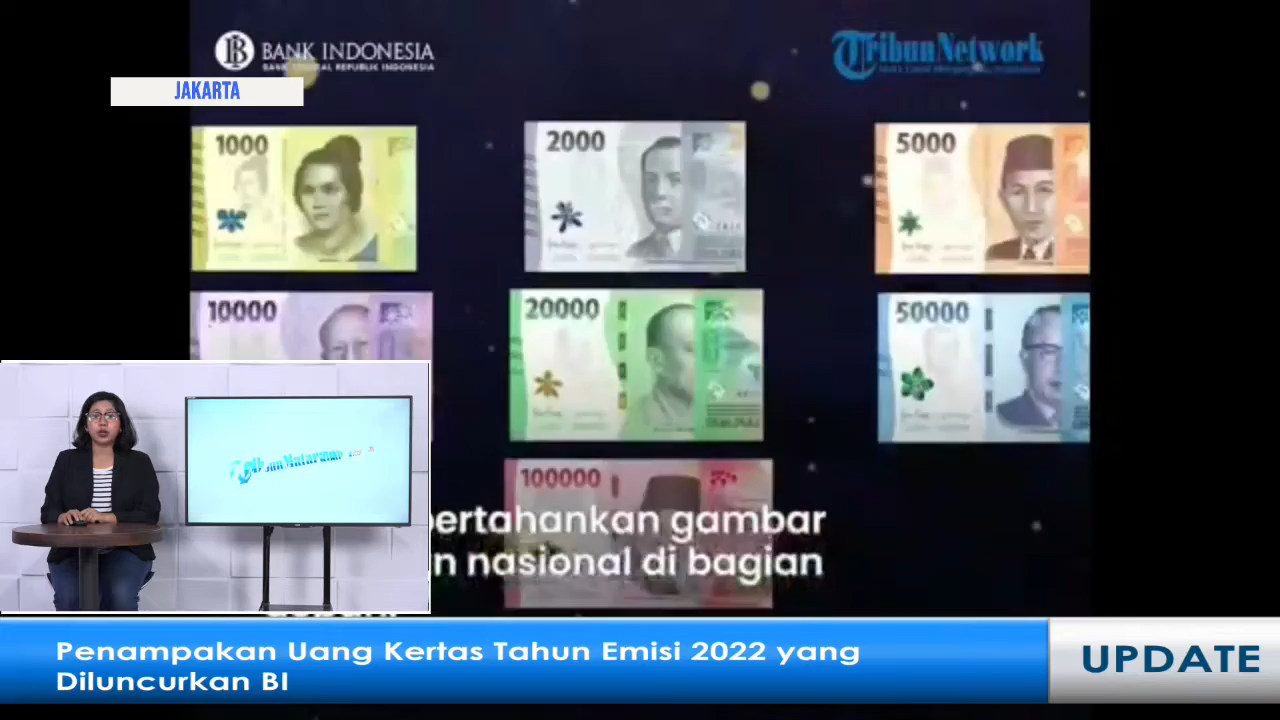 BANK INDONESIA
BANK SENTRAL REPUBLIK INDONESIA
TribunNetwork
JAKARTA
1000
2000
5000
10000
20000
50000
100000
pertahankan gambar
n nasional di bagian
Penampakan Uang Kertas Tahun Emisi 2022 yang
Diluncurkan BI
UPDATE